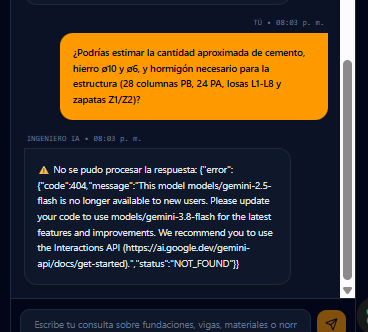 TÚ • 08:03 p. m.
¿Podrías estimar la cantidad aproximada de cemento,
hierro ø10 y ø6, y hormigón necesario para la
estructura (28 columnas PB, 24 PA, losas L1-L8 y
zapatas Z1/Z2)?
INGENIERO IA • 08:03 p. m.
⚠️ No se pudo procesar la respuesta: {"error":
{"code":404,"message":"This model models/gemini-2.5-
flash is no longer available to new users. Please update
your code to use models/gemini-3.8-flash for the latest
features and improvements. We recommend you to use
the Interactions API (https://ai.google.dev/gemini-
api/docs/get-started).","status":"NOT_FOUND"}}
Escribe tu consulta sobre fundaciones, vigas, materiales o norr